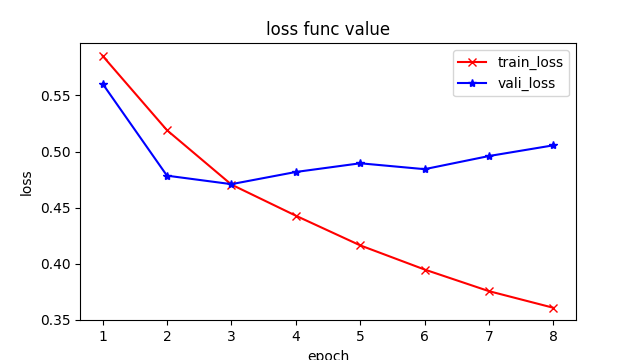 loss func value
train_loss
vali_loss
0.55
0.50
0.45
0.40
0.35
loss
1 2 3 4 5 6 7 8
epoch